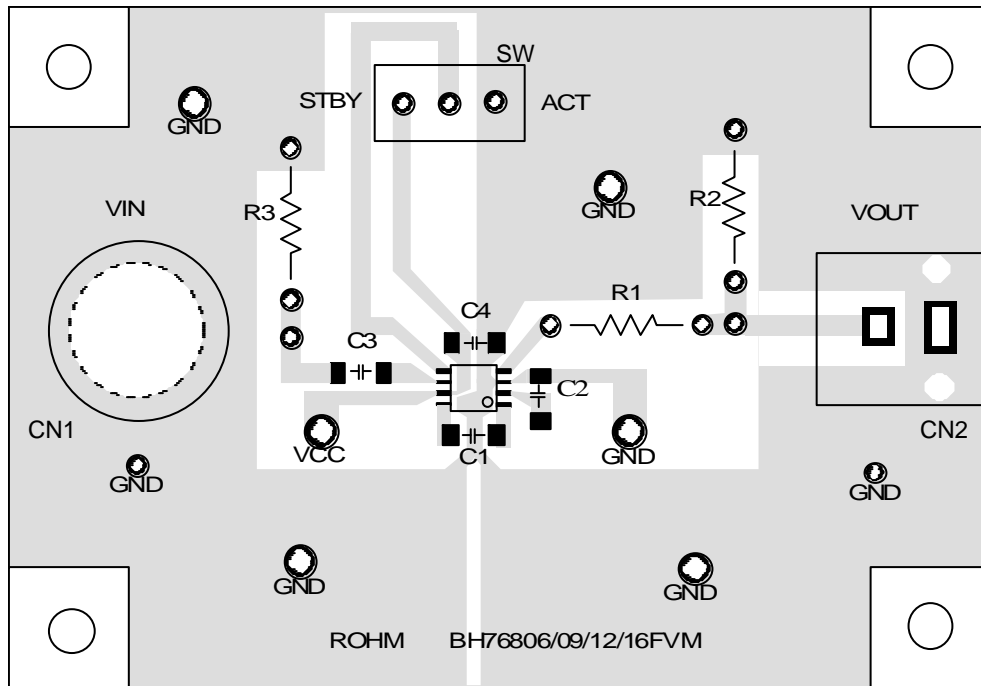 SW
STBY
ACT
GND
R3
VIN
GND
R2
VOUT
R1
C4
C3
C2
CN1
VCC
C1
GND
CN2
GND
GND
GND
GND
ROHM BH76806/09/12/16FVM